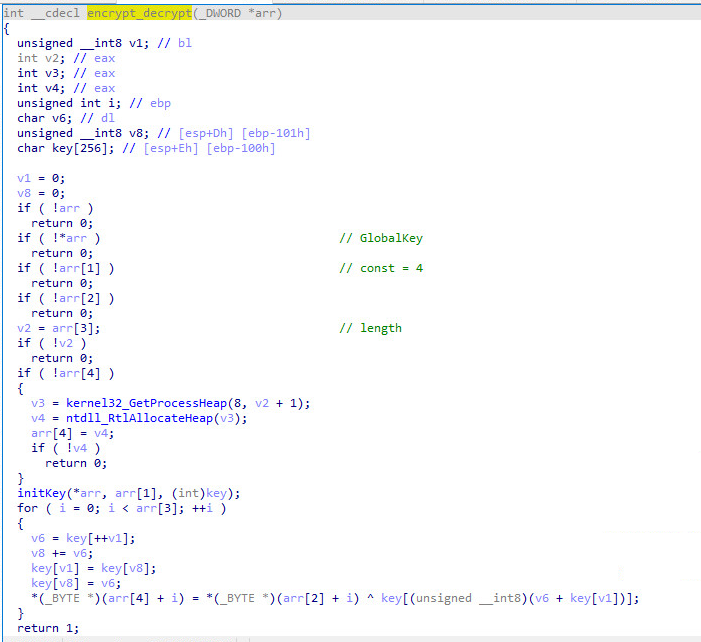 int __cdecl encrypt_decrypt(_DWORD *arr)
{
unsigned __int8 v1; // bl
int v2; // eax
int v3; // eax
int v4; // eax
unsigned int i; // ebp
char v6; // dl
unsigned __int8 v8; // [esp+Dh] [ebp-101h]
char key[256]; // [esp+Eh] [ebp-100h]
v1 = 0;
v8 = 0;
if ( !arr )
return 0;
if ( !*arr ) // GlobalKey
return 0;
if ( !arr[1] ) // const = 4
return 0;
if ( !arr[2] )
return 0;
v2 = arr[3]; // length
if ( !v2 )
return 0;
if ( !arr[4] )
{
v3 = kernel32_GetProcessHeap(8, v2 + 1);
v4 = ntdll_RtlAllocateHeap(v3);
arr[4] = v4;
if ( !v4 )
return 0;
}
initKey(*arr, arr[1], (int)key);
for ( i = 0; i < arr[3]; ++i )
{
v6 = key[++v1];
v8 += v6;
key[v1] = key[v8];
key[v8] = v6;
*(_BYTE *)(arr[4] + i) = *(_BYTE *)(arr[2] + i) ^ key[(unsigned __int8)(v6 + key[v1])];
}
return 1;